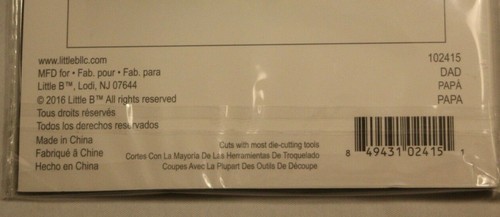 www.littlebllc.com
MFD for • Fab. pour • Fab. para
Little B™, Lodi, NJ 07644
© 2016 Little B™ All rights reserved
Tous droits réservés
Todos los derechos reservados
Made in China
Fabriqué à Chine
Hecho en China
102415
DAD
PAPÀ
PAPA
Cuts with most die-cutting tools
Cortes Con La Mayoría De Las Herramientas De Troquelado
Coupes Avec La Plupart Des Outils De Découpe
8 49431 02415 1